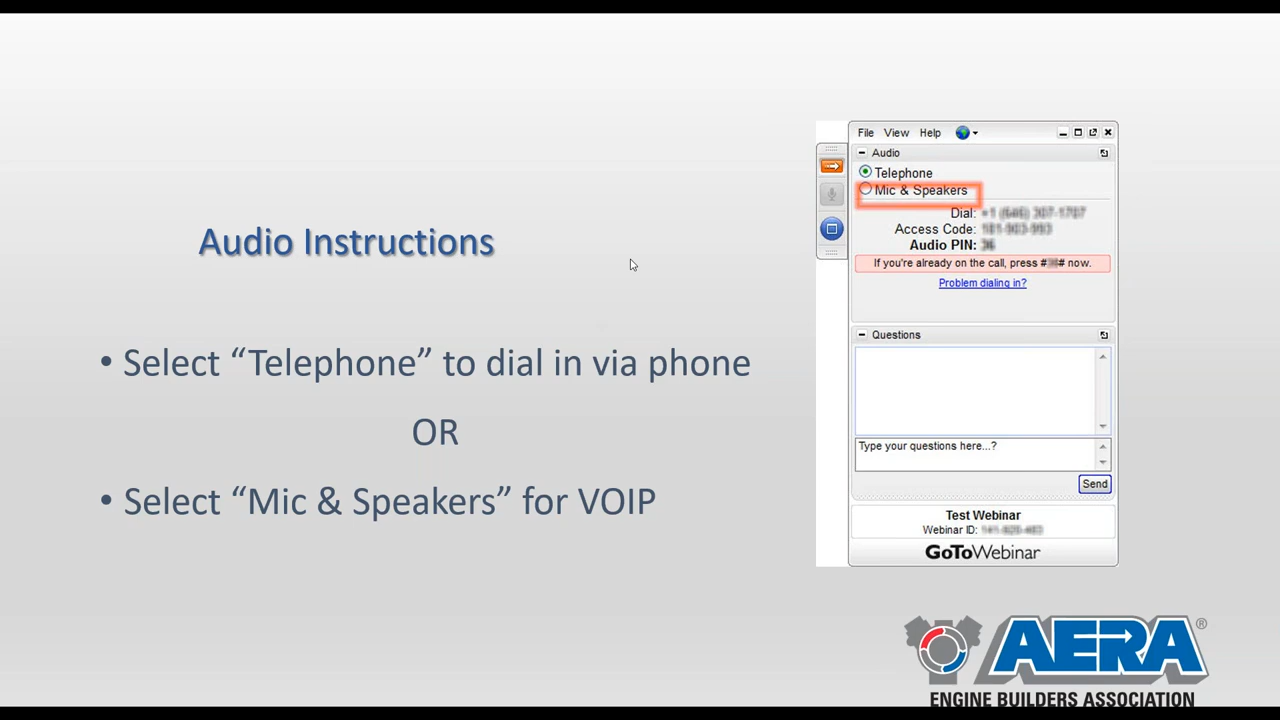 Audio Instructions
• Select “Telephone” to dial in via phone
OR
• Select “Mic & Speakers” for VOIP
File View Help
Audio
Telephone
Mic & Speakers
Dial:
Access Code:
Audio PIN:
If you're already on the call, press # # now.
Problem dialing in?
Questions
Type your questions here...?
Send
Test Webinar
Webinar ID:
GoToWebinar
AERA®
ENGINE BUILDERS ASSOCIATION